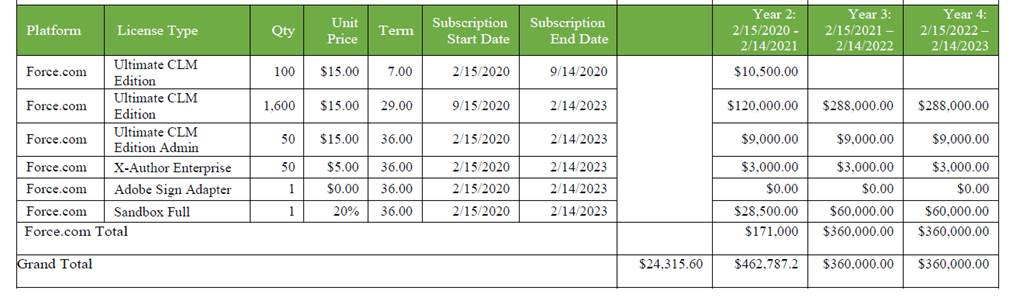 Platform License Type Qty Unit Price Term Subscription Start Date Subscription End Date Year 2: 2/15/2020 - 2/14/2021 Year 3: 2/15/2021 – 2/14/2022 Year 4: 2/15/2022 – 2/14/2023
Force.com Ultimate CLM Edition 100 $15.00 7.00 2/15/2020 9/14/2020 $10,500.00
Force.com Ultimate CLM Edition 1,600 $15.00 29.00 9/15/2020 2/14/2023 $120,000.00 $288,000.00 $288,000.00
Force.com Ultimate CLM Edition Admin 50 $15.00 36.00 2/15/2020 2/14/2023 $9,000.00 $9,000.00 $9,000.00
Force.com X-Author Enterprise 50 $5.00 36.00 2/15/2020 2/14/2023 $3,000.00 $3,000.00 $3,000.00
Force.com Adobe Sign Adapter 1 $0.00 36.00 2/15/2020 2/14/2023 $0.00 $0.00 $0.00
Force.com Sandbox Full 1 20% 36.00 2/15/2020 2/14/2023 $28,500.00 $60,000.00 $60,000.00
Force.com Total $171,000 $360,000.00 $360,000.00
Grand Total $24,315.60 $462,787.2 $360,000.00 $360,000.00